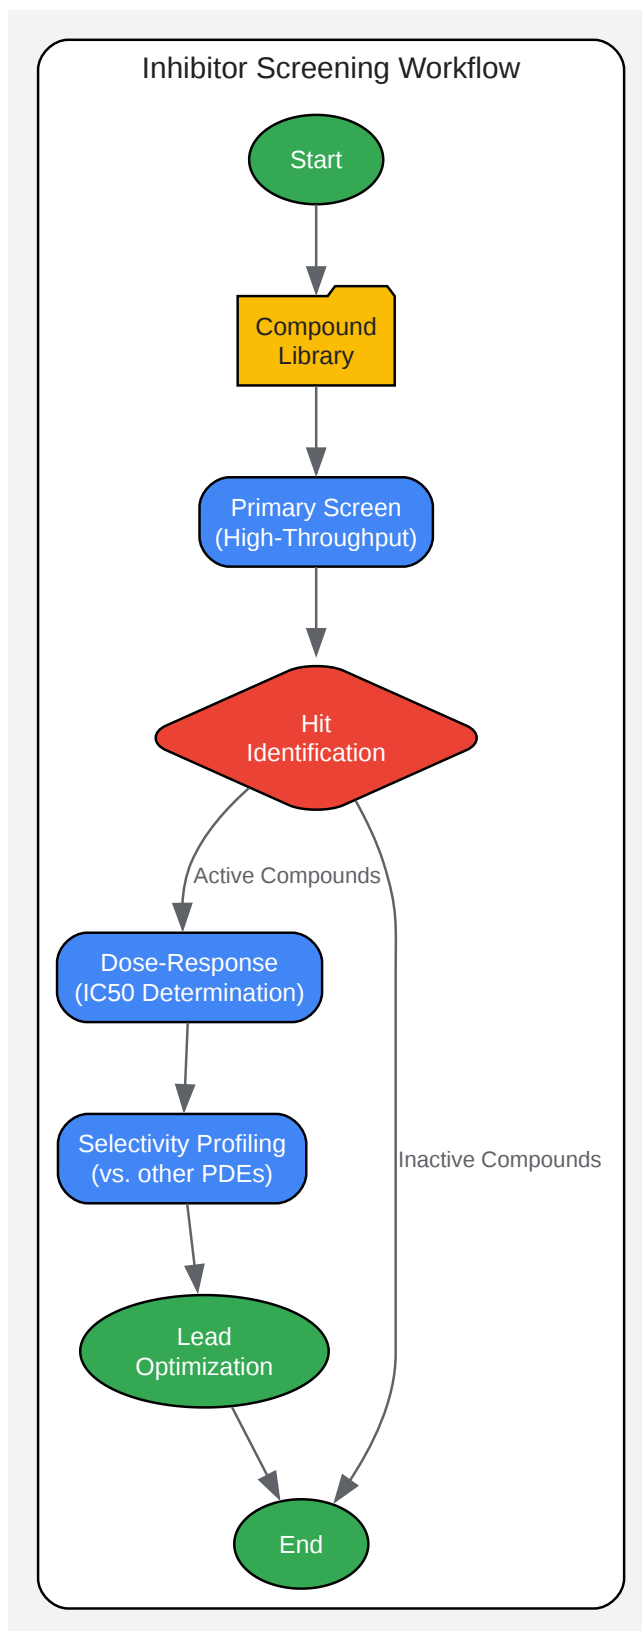 Inhibitor Screening Workflow
Start
Compound
Library
Primary Screen
(High-Throughput)
Hit
Identification
Active Compounds
Dose-Response
(IC50 Determination)
Selectivity Profiling
(vs. other PDEs)
Inactive Compounds
Lead
Optimization
End